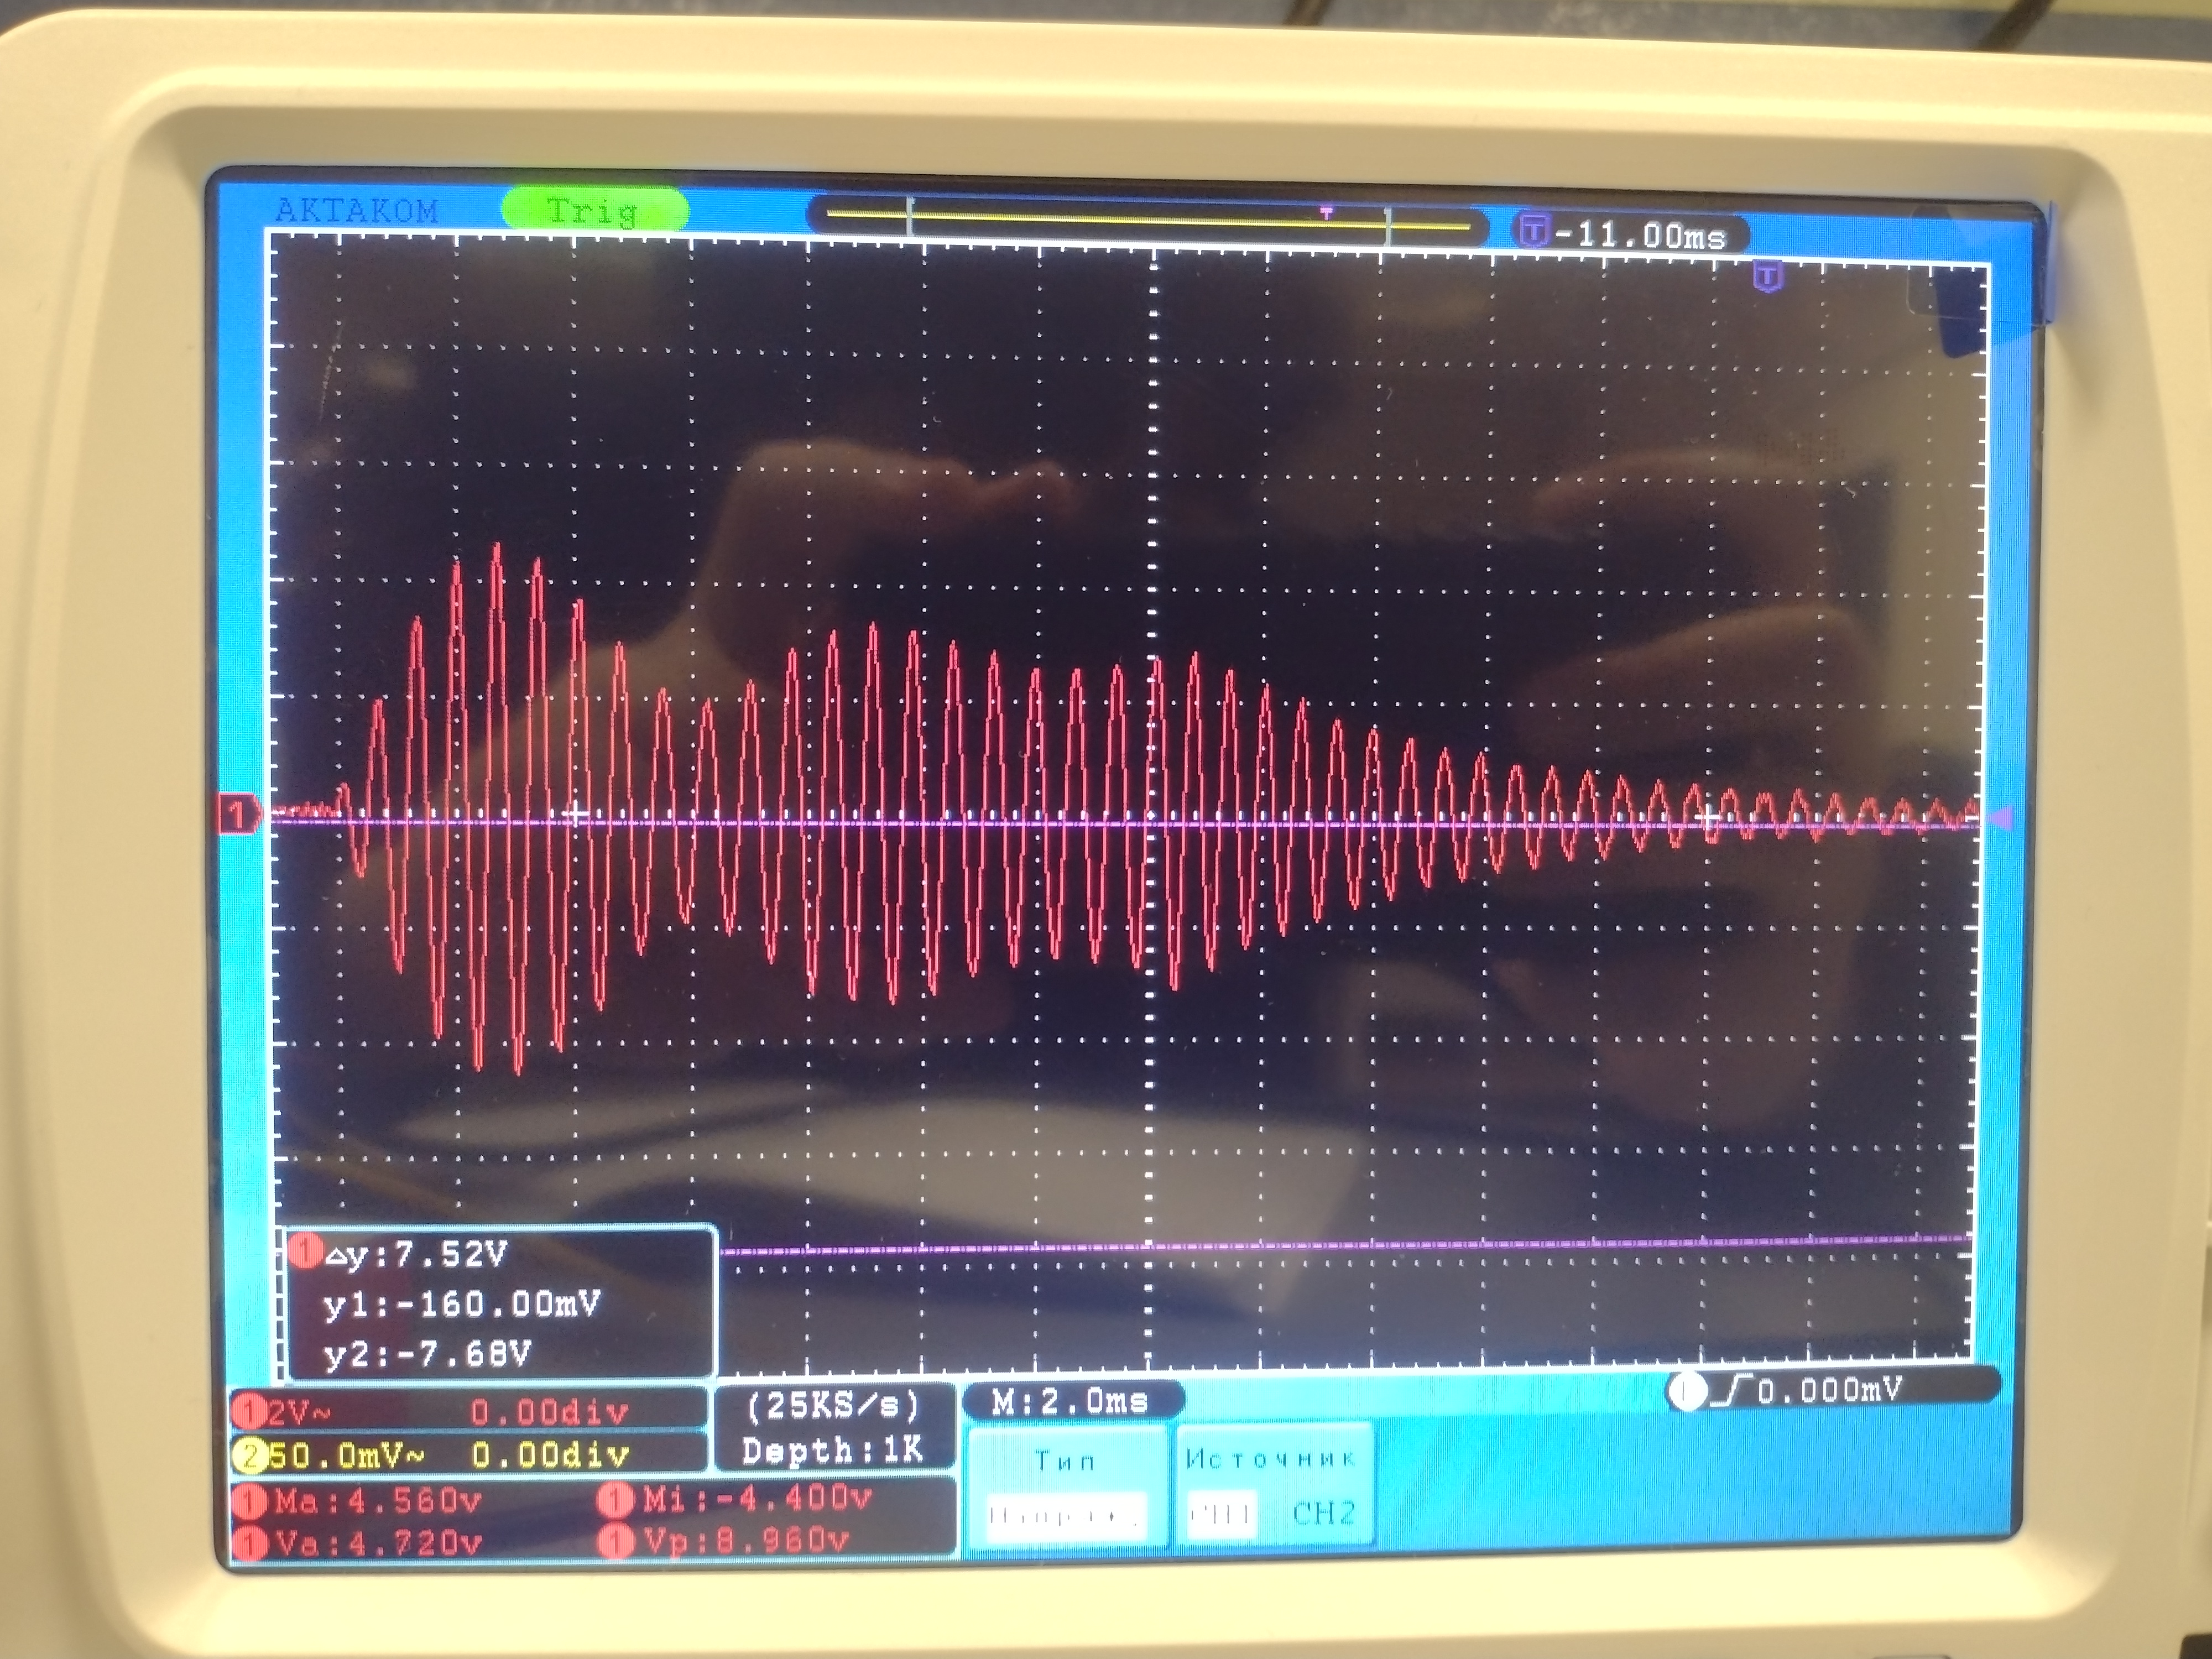 AKTAKOM Trig T -11.00ms
T
1
1 △y:7.52V
y1:-160.00mV
y2:-7.68V
1 2V~ 0.00div
2 50.0mV~ 0.00div
(25KS/s)
Depth:1K
M:2.0ms
0.000mV
Тип
Источник
CH1 CH2
1 Ma:4.560v 1 Mi:-4.400v
1 Va:4.720v 1 Vp:8.960v